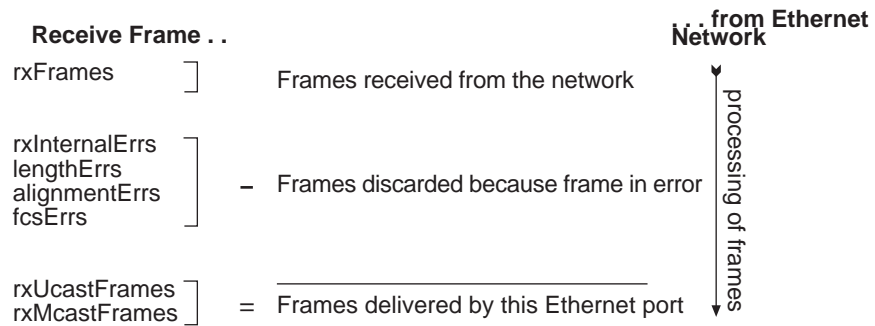 Receive Frame . .
. . . from Ethernet
Network
rxFrames
Frames received from the network
processing of frames
rxInternalErrs
lengthErrs
alignmentErrs
fcsErrs
– Frames discarded because frame in error
rxUcastFrames
rxMcastFrames
= Frames delivered by this Ethernet port